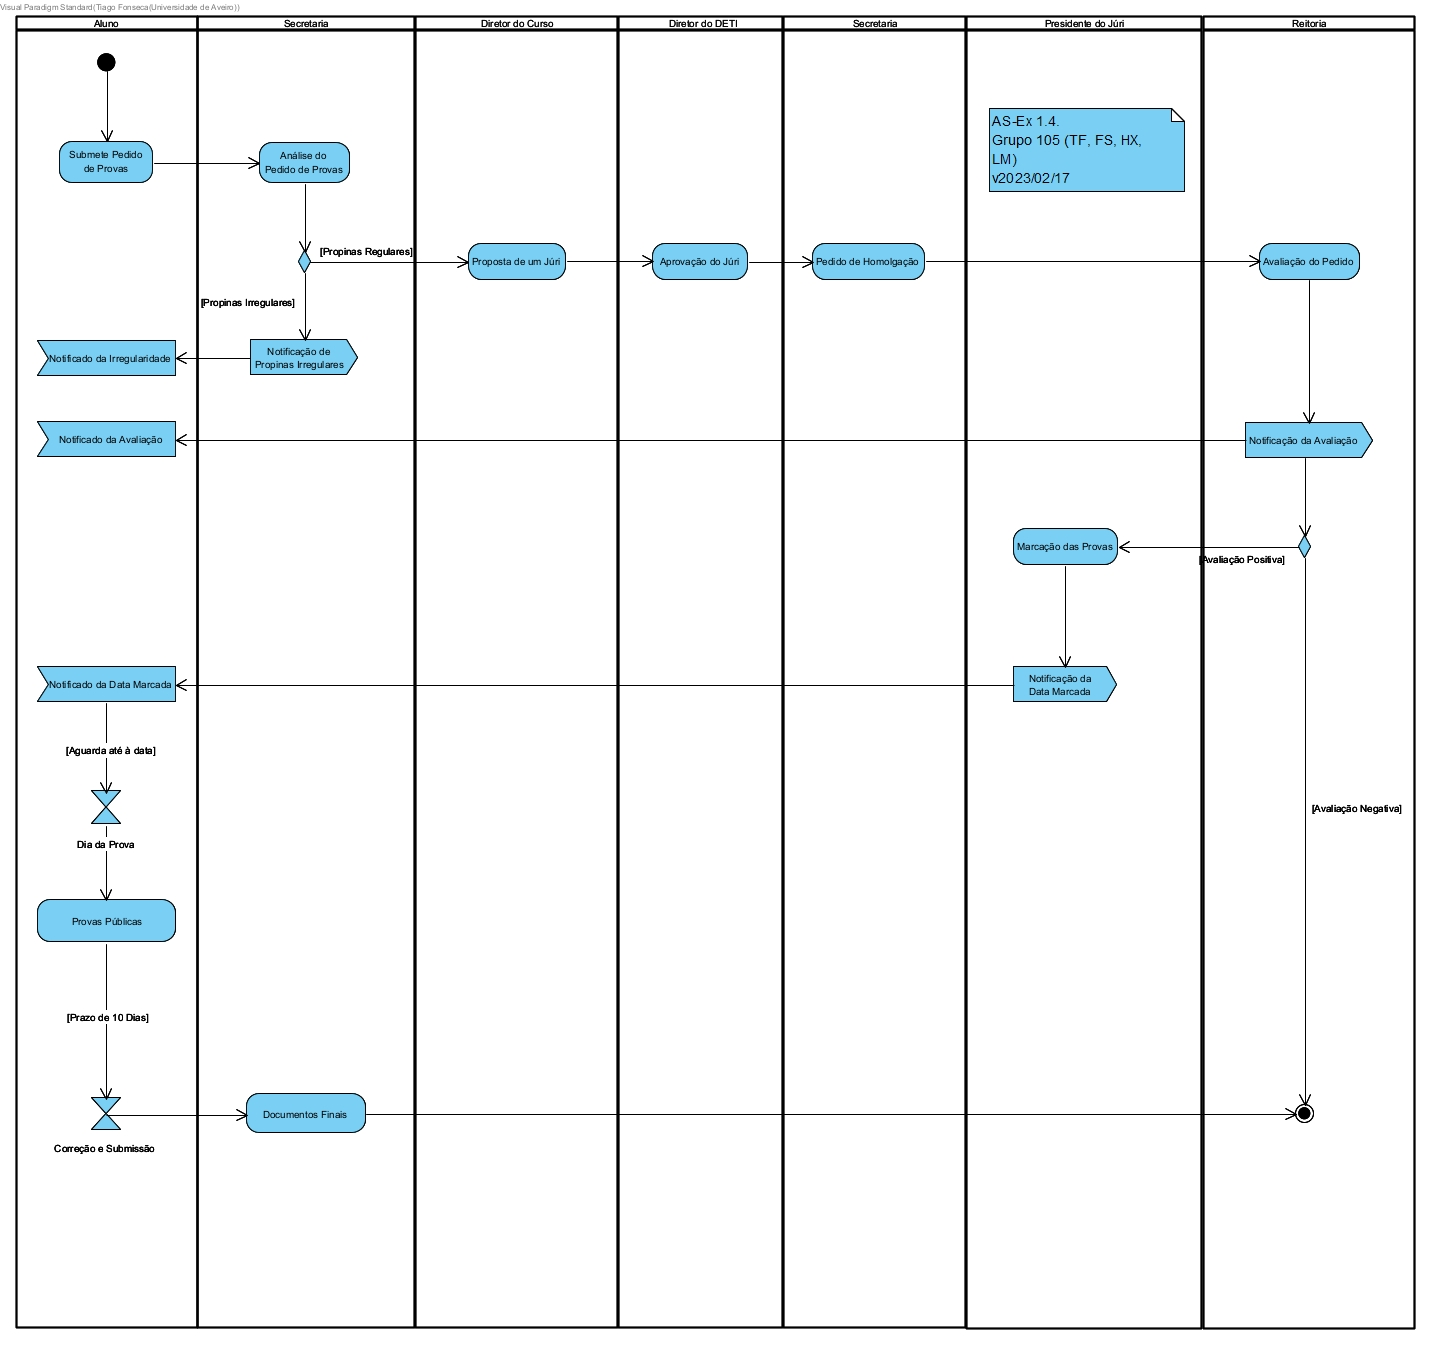 Visual Paradigm Standard(Tiago Fonseca(Universidade de Aveiro))
Aluno
Secretaria
Diretor do Curso
Diretor do DETI
Secretaria
Presidente do Júri
Reitoria
AS-Ex 1.4.
Grupo 105 (TF, FS, HX,
LM)
v2023/02/17
Submete Pedido
de Provas
Análise do
Pedido de Provas
[Propinas Regulares]
Proposta de um Júri
Aprovação do Júri
Pedido de Homolgação
Avaliação do Pedido
[Propinas Irregulares]
Notificado da Irregularidade
Notificação de
Propinas Irregulares
Notificado da Avaliação
Notificação da Avaliação
Marcação das Provas
[Avaliação Positiva]
Notificado da Data Marcada
Notificação da
Data Marcada
[Aguarda até à data]
[Avaliação Negativa]
Dia da Prova
Provas Públicas
[Prazo de 10 Dias]
Documentos Finais
Correção e Submissão